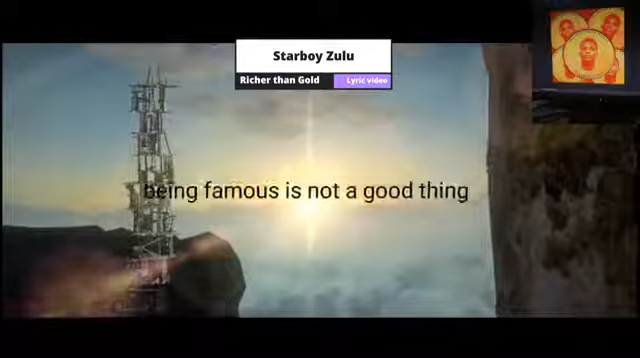 Starboy Zulu
Richer than Gold
Lyric video
being famous is not a good thing